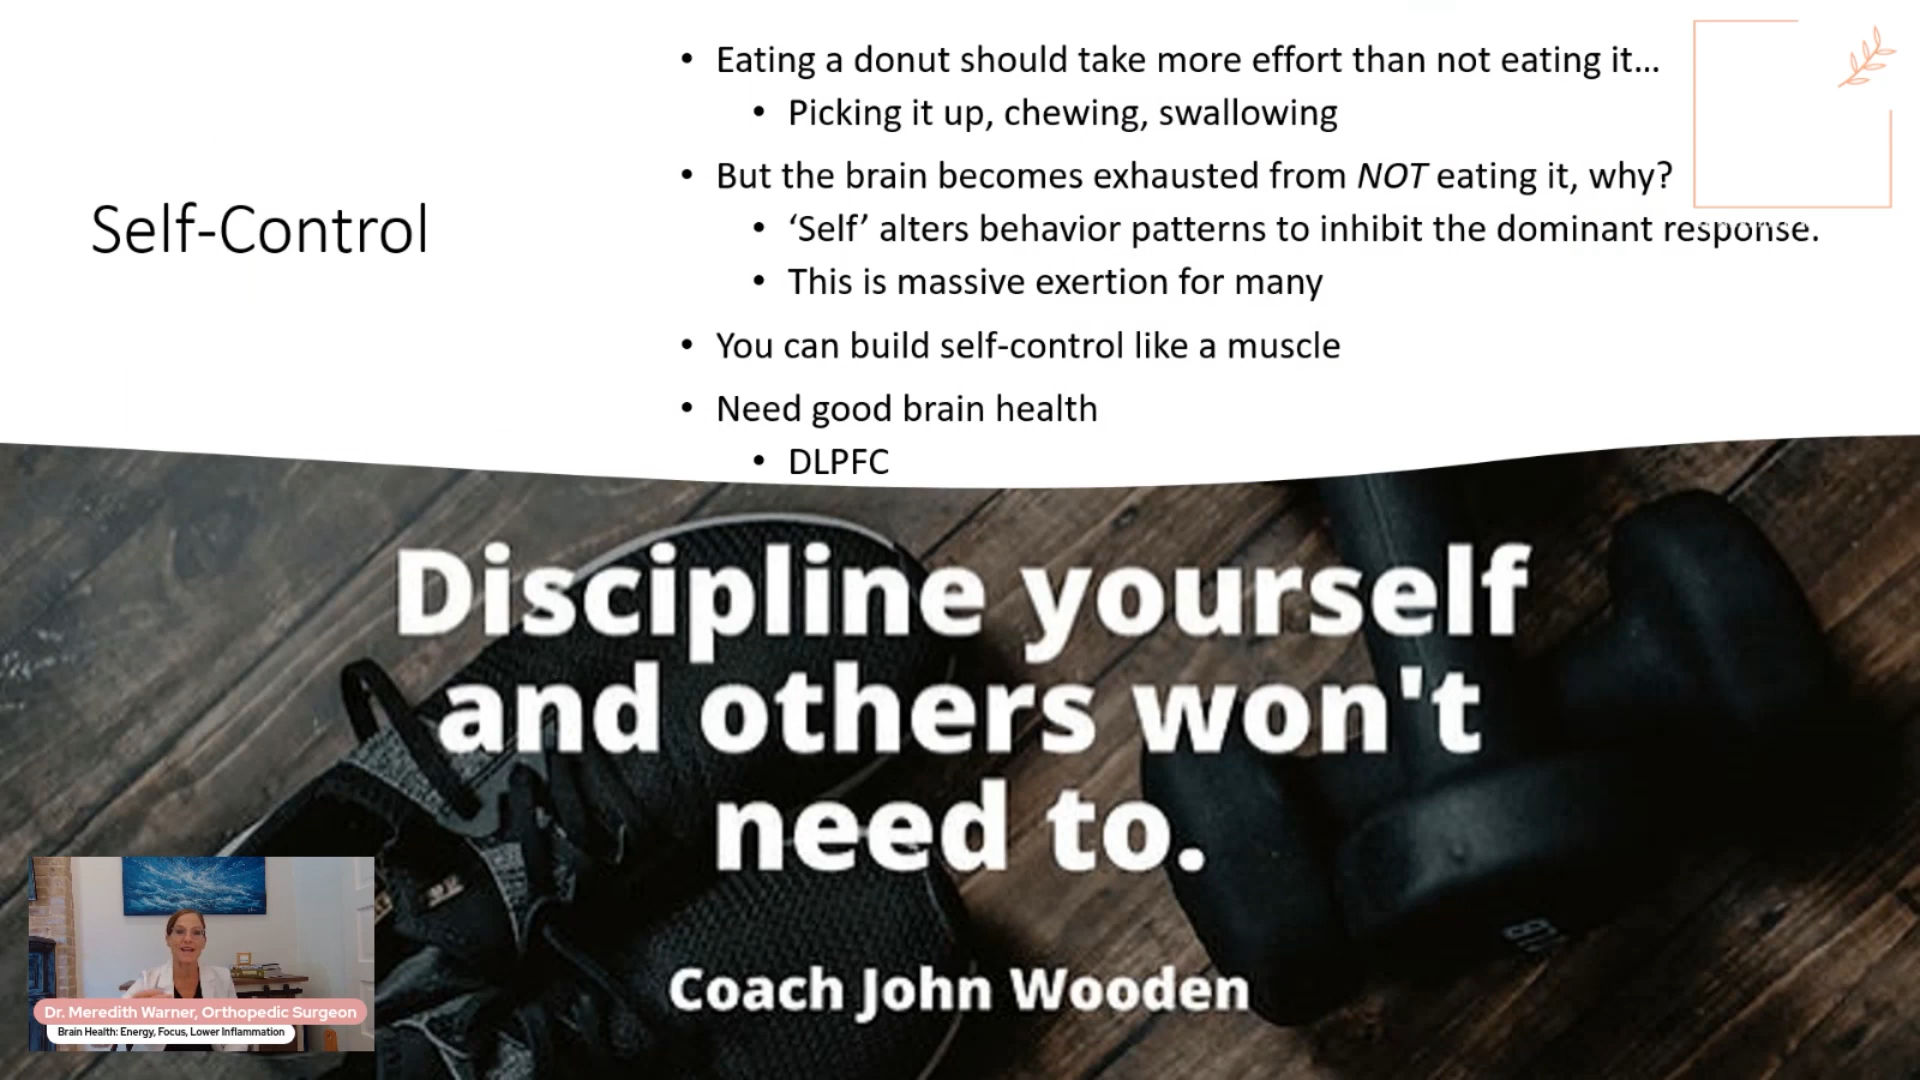 Self-Control
• Eating a donut should take more effort than not eating it...
• Picking it up, chewing, swallowing
• But the brain becomes exhausted from NOT eating it, why?
• ‘Self’ alters behavior patterns to inhibit the dominant response.
• This is massive exertion for many
• You can build self-control like a muscle
• Need good brain health
• DLPFC
Discipline yourself
and others won't
need to.
Coach John Wooden
Dr. Meredith Warner, Orthopedic Surgeon
Brain Health: Energy, Focus, Lower Inflammation